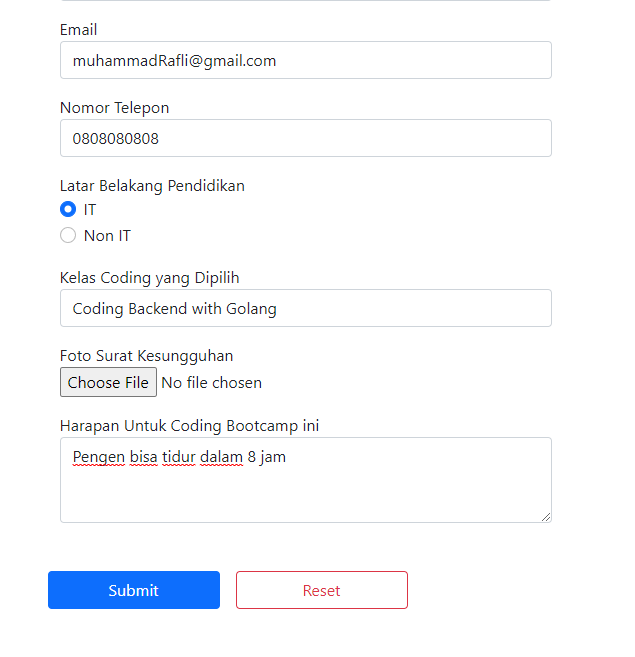 Email
muhammadRafli@gmail.com
Nomor Telepon
0808080808
Latar Belakang Pendidikan
IT
Non IT
Kelas Coding yang Dipilih
Coding Backend with Golang
Foto Surat Kesungguhan
Choose File No file chosen
Harapan Untuk Coding Bootcamp ini
Pengen bisa tidur dalam 8 jam
Submit Reset